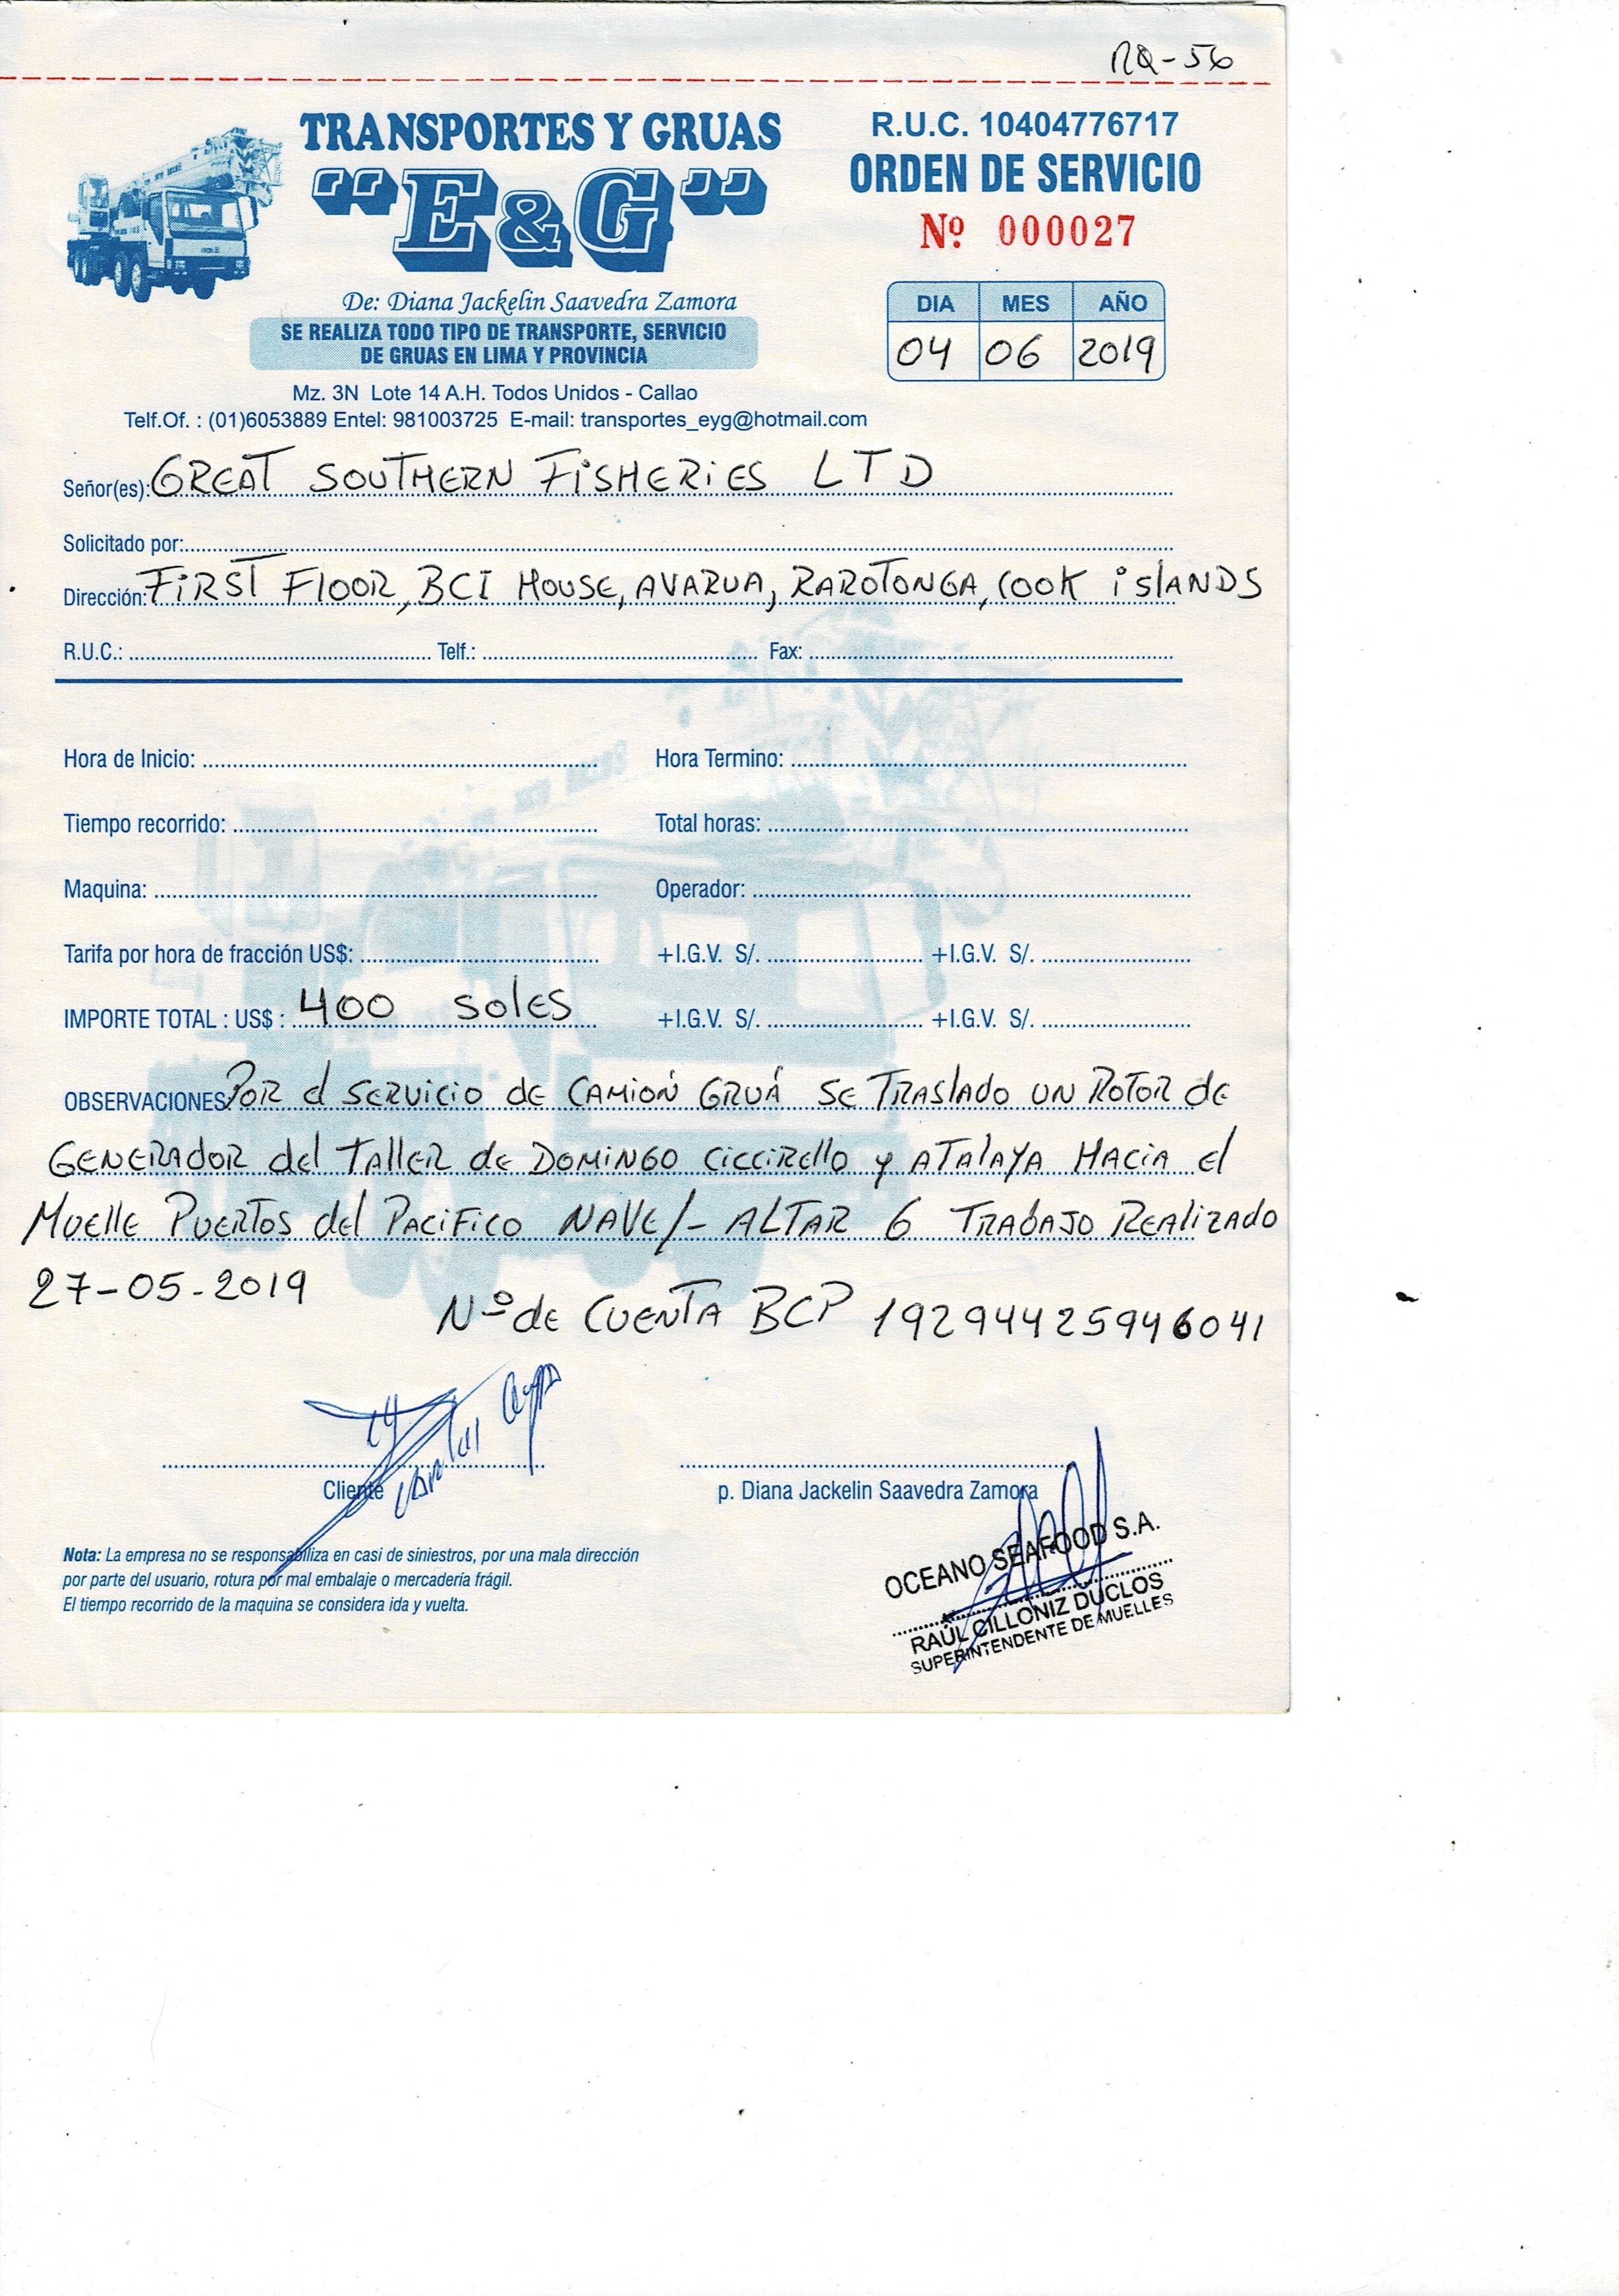 RQ-56
TRANSPORTES Y GRUAS
"E&G"
De: Diana Jackelin Saavedra Zamora
SE REALIZA TODO TIPO DE TRANSPORTE, SERVICIO
DE GRUAS EN LIMA Y PROVINCIA
Mz. 3N Lote 14 A.H. Todos Unidos - Callao
Telf.Of. : (01)6053889 Entel: 981003725 E-mail: transportes_eyg@hotmail.com
R.U.C. 10404776717
ORDEN DE SERVICIO
Nº 000027
DIA MES AÑO
04 06 2019
Señor(es): GREAT SOUTHERN FISHERIES LTD
Solicitado por:
Dirección: FIRST FLOOR, BCI HOUSE, AVARUA, RAROTONGA, COOK ISLANDS
R.U.C.: Telf.: Fax:
Hora de Inicio: Hora Termino:
Tiempo recorrido: Total horas:
Maquina: Operador:
Tarifa por hora de fracción US$: +I.G.V. S/. +I.G.V. S/.
IMPORTE TOTAL : US$ : 400 soles +I.G.V. S/. +I.G.V. S/.
OBSERVACIONES POR el SERVICIO de CAMIÓN GRUÁ SE TRASLADO UN ROTOR de
GENERADOR del TALLER de DOMINGO CICCIRELLO y ATALAYA HACIA el
MUELLE PUERTOS del PACIFICO NAVE/- ALTAR 6 TRABAJO REALIZADO
27-05-2019
Nº de CUENTA BCP 19294425946041
Cliente
p. Diana Jackelin Saavedra Zamora
Nota: La empresa no se responsabiliza en casi de siniestros, por una mala dirección
por parte del usuario, rotura por mal embalaje o mercadería frágil.
El tiempo recorrido de la maquina se considera ida y vuelta.
OCEANO SEAFOOD S.A.
RAÚL CILLONIZ DUCLOS
SUPERINTENDENTE DE MUELLES